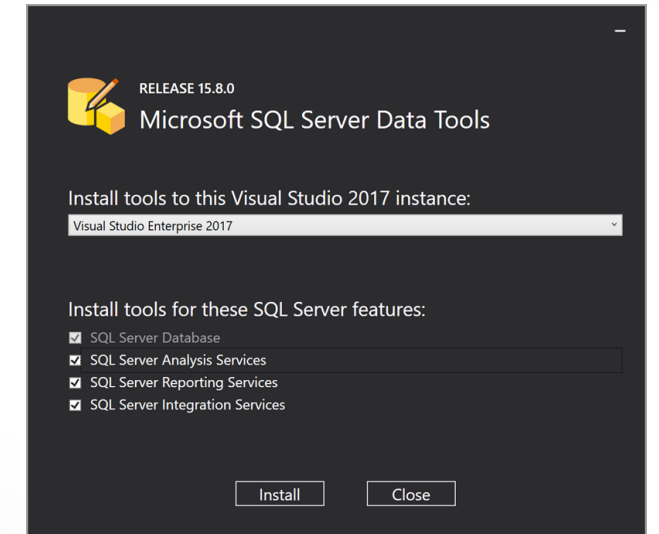 RELEASE 15.8.0
Microsoft SQL Server Data Tools
Install tools to this Visual Studio 2017 instance:
Visual Studio Enterprise 2017
Install tools for these SQL Server features:
SQL Server Database
SQL Server Analysis Services
SQL Server Reporting Services
SQL Server Integration Services
Install Close